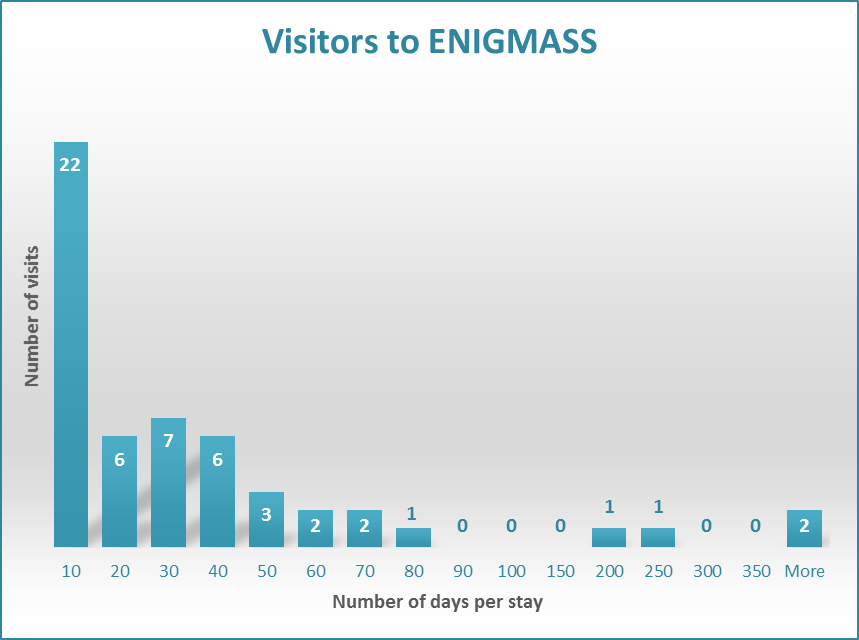 Visitors to ENIGMASS
Number of visits
22 6 7 6 3 2 2 1 0 0 0 1 1 0 0 2
10 20 30 40 50 60 70 80 90 100 150 200 250 300 350 More
Number of days per stay